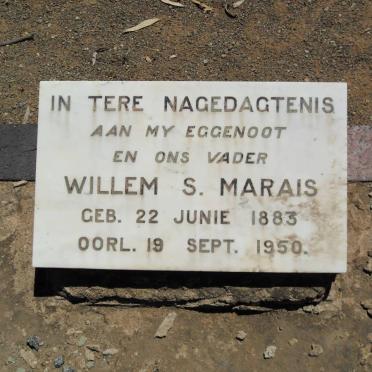 IN TERE NAGEDAGTENIS
AAN MY EGGENOOT
EN ONS VADER
WILLEM S. MARAIS
GEB. 22 JUNIE 1883
OORL. 19 SEPT. 1950.